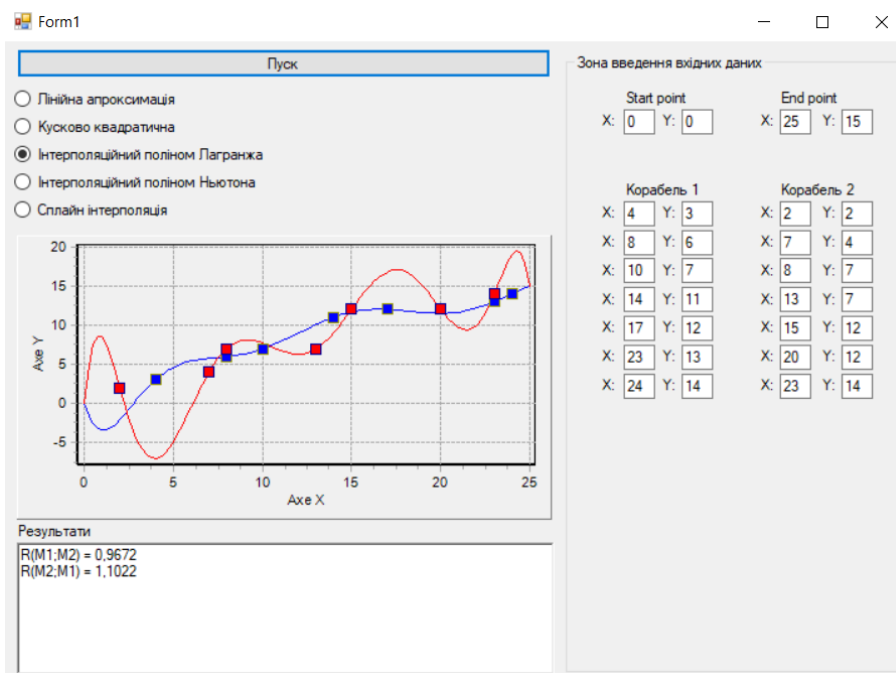 Form1
Пуск
Лінійна апроксимація
Кусково квадратична
Інтерполяційний поліном Лагранжа
Інтерполяційний поліном Ньютона
Сплайн інтерполяція
20
15
10
5
0
-5
Axe Y
0 5 10 15 20 25
Axe X
Результати
R(M1;M2) = 0,9672
R(M2;M1) = 1,1022
Зона введення вхідних даних
Start point End point
X: 0 Y: 0 X: 25 Y: 15
Корабель 1 Корабель 2
X: 4 Y: 3 X: 2 Y: 2
X: 8 Y: 6 X: 7 Y: 4
X: 10 Y: 7 X: 8 Y: 7
X: 14 Y: 11 X: 13 Y: 7
X: 17 Y: 12 X: 15 Y: 12
X: 23 Y: 13 X: 20 Y: 12
X: 24 Y: 14 X: 23 Y: 14